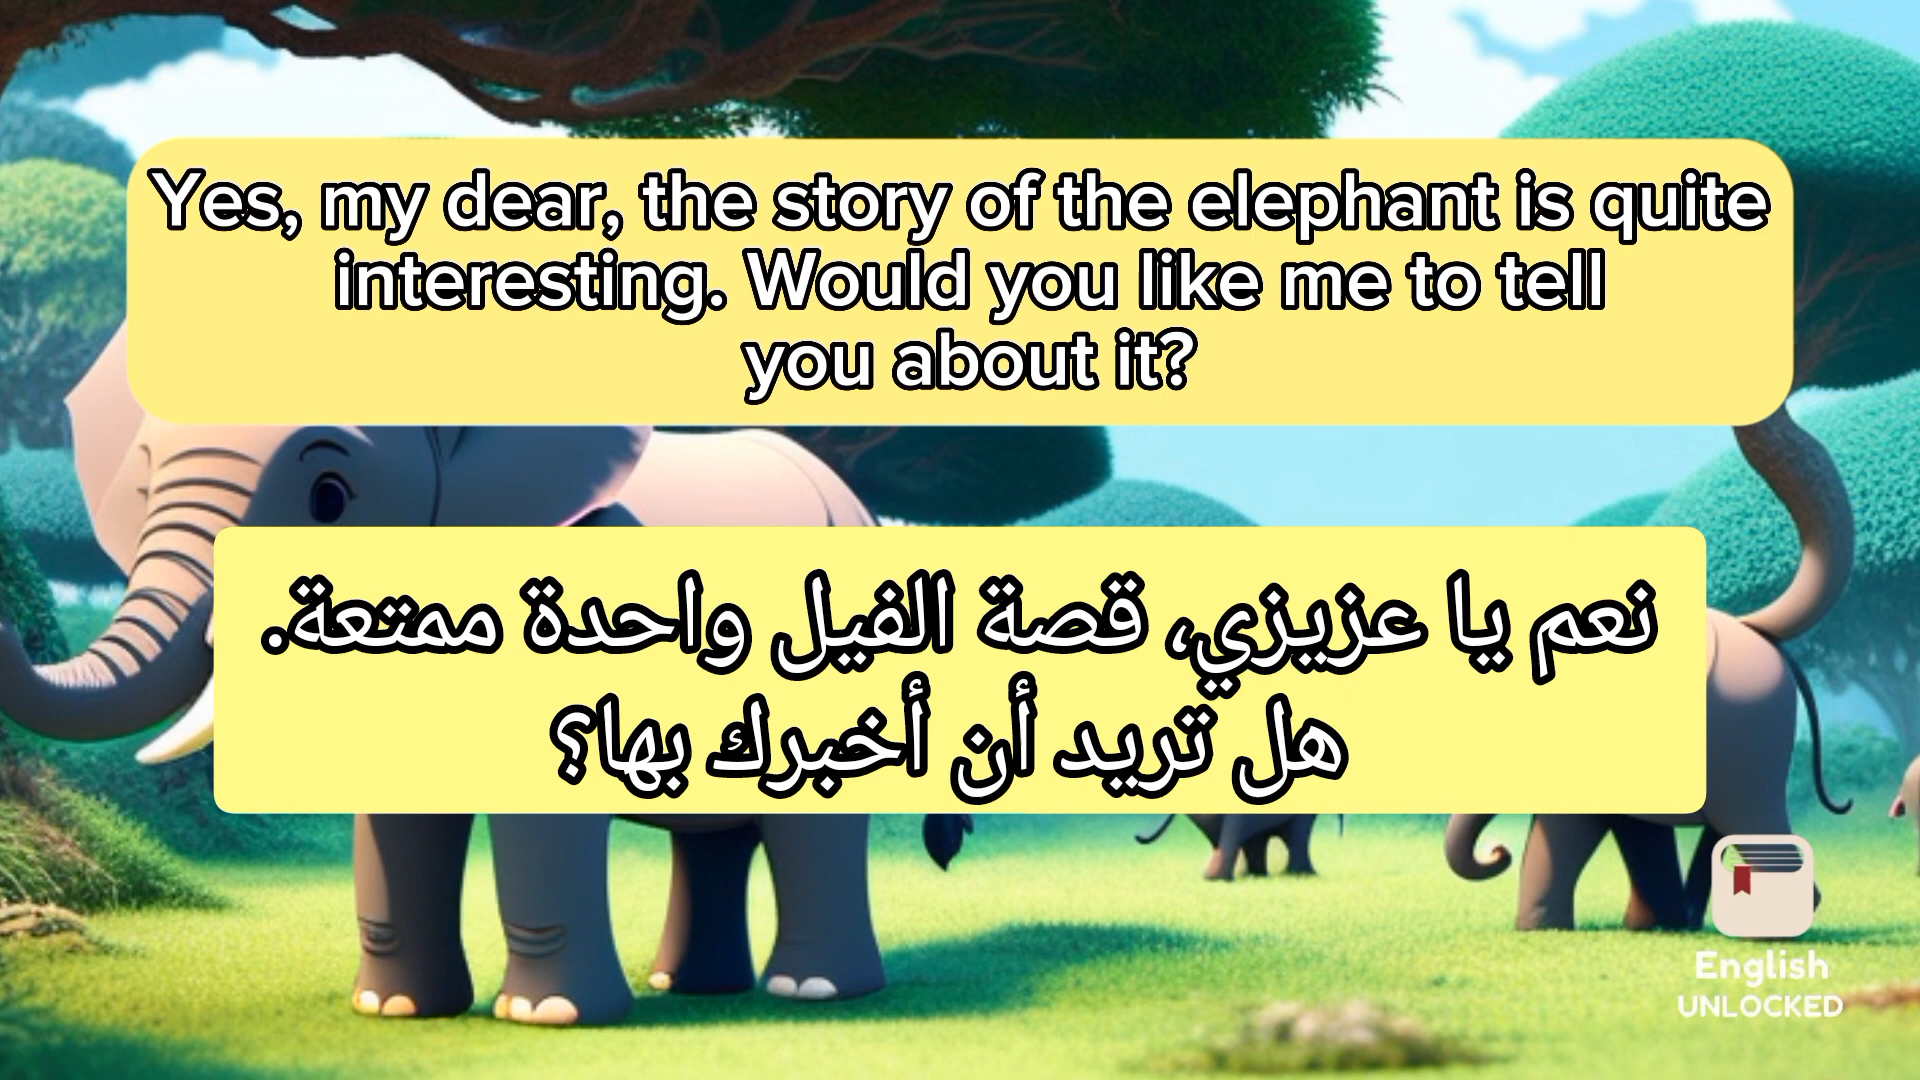 Yes, my dear, the story of the elephant is quite
interesting. Would you like me to tell
you about it?
نعم يا عزيزي، قصة الفيل واحدة ممتعة.
هل تريد أن أخبرك بها؟
English
UNLOCKED